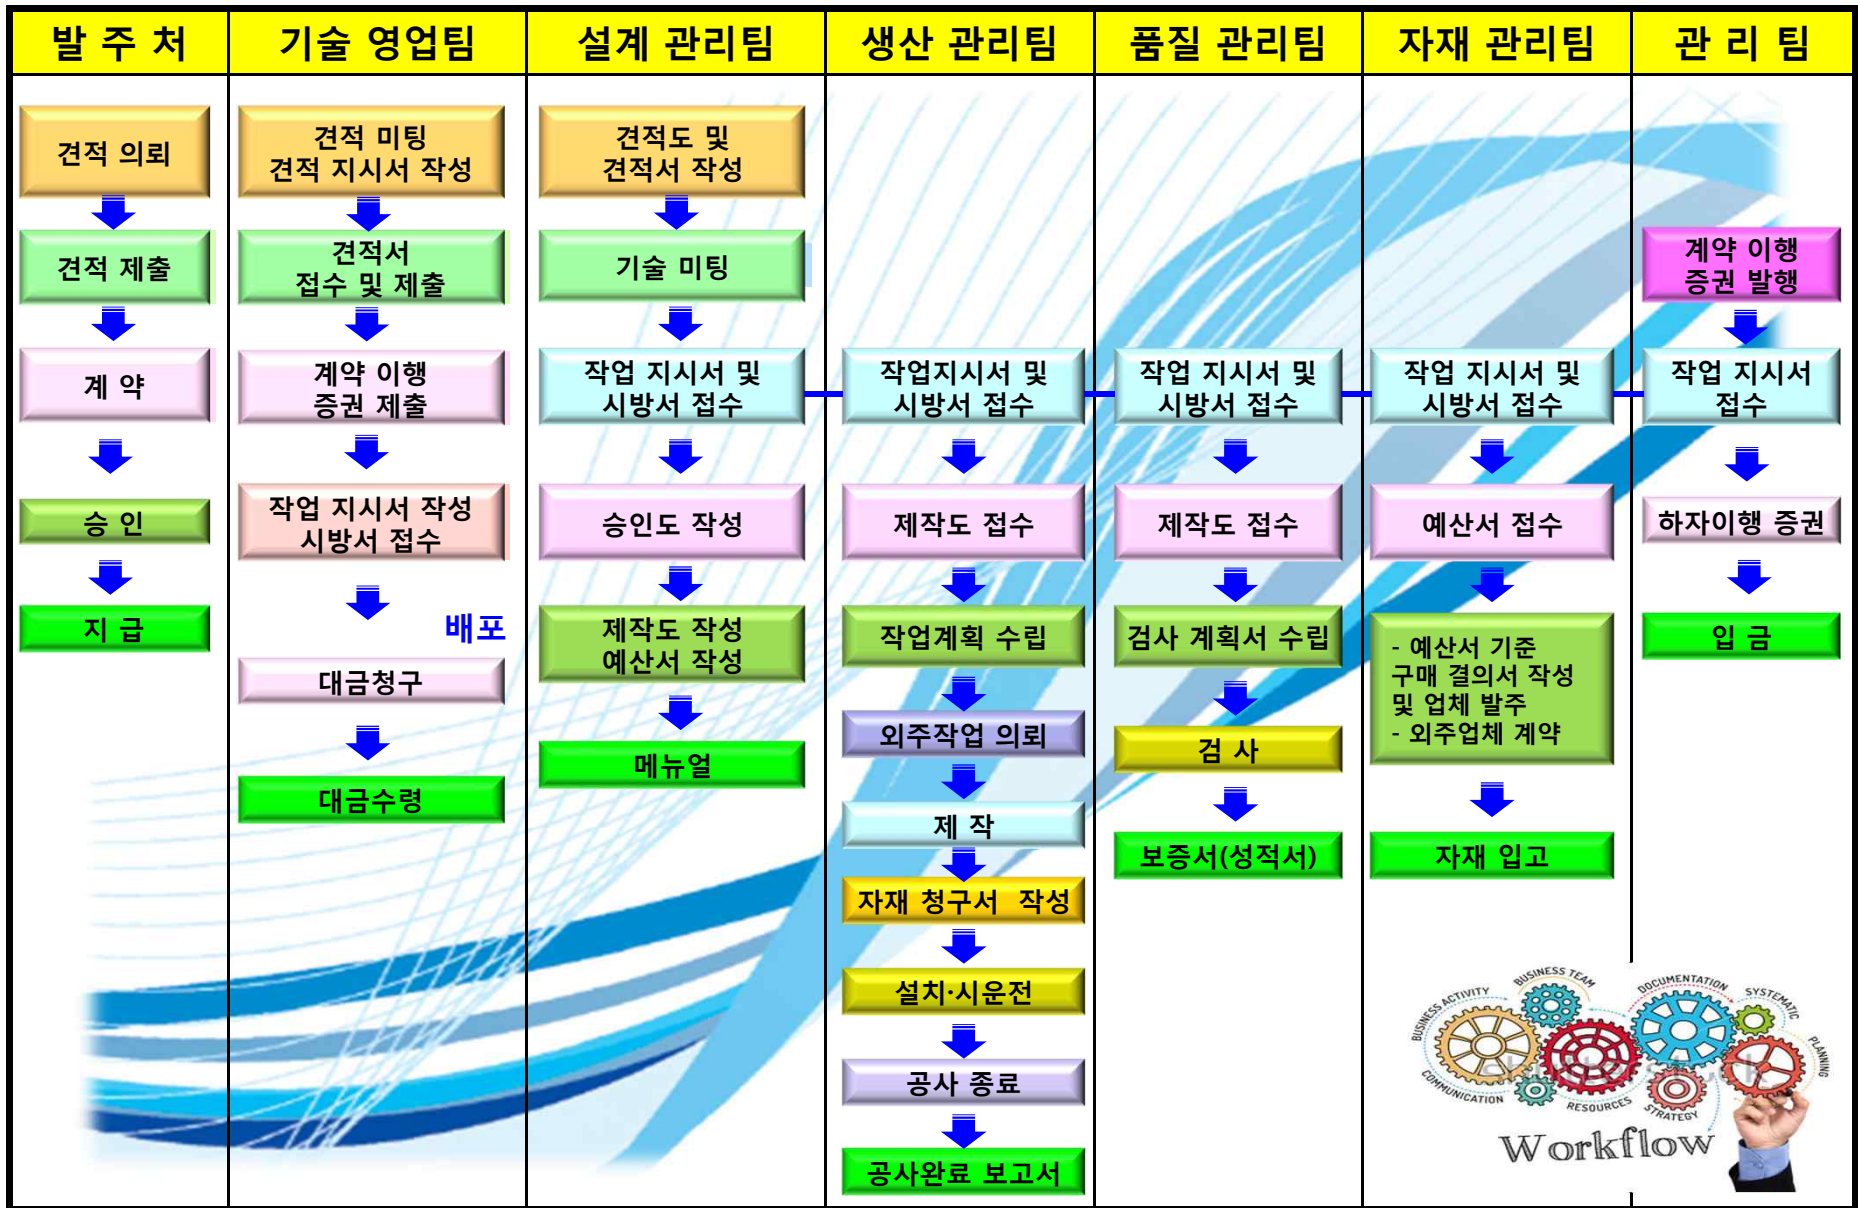 발 주 처
기술 영업팀
설계 관리팀
생산 관리팀
품질 관리팀
자재 관리팀
관 리 팀
견적 의뢰
견적 제출
계 약
승 인
지 급
견적 미팅
견적 지시서 작성
견적서
접수 및 제출
계약 이행
증권 제출
작업 지시서 작성
시방서 접수
배포
대금청구
대금수령
견적도 및
견적서 작성
기술 미팅
작업 지시서 및
시방서 접수
승인도 작성
제작도 작성
예산서 작성
메뉴얼
작업지시서 및
시방서 접수
제작도 접수
작업계획 수립
외주작업 의뢰
제 작
자재 청구서 작성
설치·시운전
공사 종료
공사완료 보고서
작업 지시서 및
시방서 접수
제작도 접수
검사 계획서 수립
검 사
보증서(성적서)
작업 지시서 및
시방서 접수
예산서 접수
- 예산서 기준
구매 결의서 작성
및 업체 발주
- 외주업체 계약
자재 입고
계약 이행
증권 발행
작업 지시서
접수
하자이행 증권
입 금
BUSINESS ACTIVITY
BUSINESS TEAM
DOCUMENTATION
SYSTEMATIC
PLANNING
COMMUNICATION
RESOURCES
STRATEGY
shutterstock
Workflow